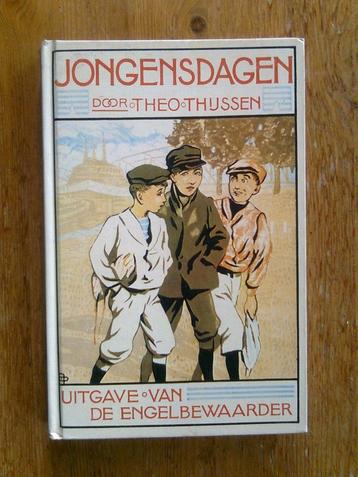 JONGENSDAGEN
DOOR THEO THIJSSEN
UITGAVE VAN
DE ENGELBEWAARDER